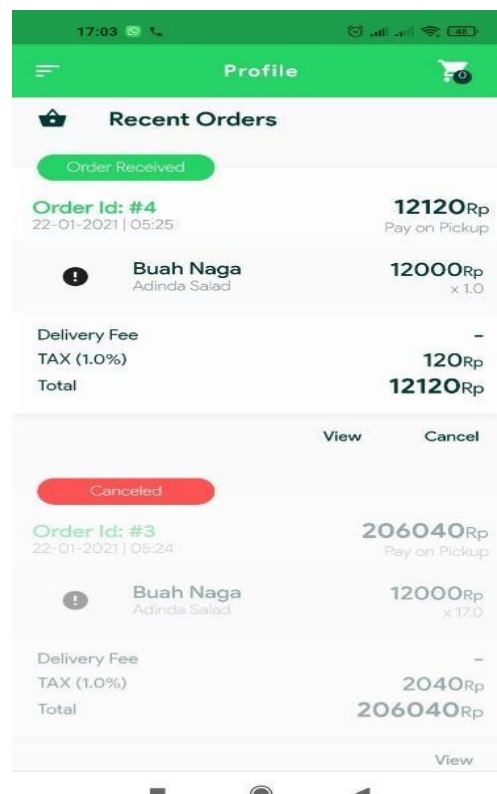 17:03
48
Profile
0
Recent Orders
Order Received
Order Id: #4 12120Rp
22-01-2021 | 05:25 Pay on Pickup
Buah Naga 12000Rp
Adinda Salad x 1.0
Delivery Fee -
TAX (1.0%) 120Rp
Total 12120Rp
View Cancel
Canceled
Order Id: #3 206040Rp
22-01-2021 | 05:24 Pay on Pickup
Buah Naga 12000Rp
Adinda Salad x 17.0
Delivery Fee -
TAX (1.0%) 2040Rp
Total 206040Rp
View